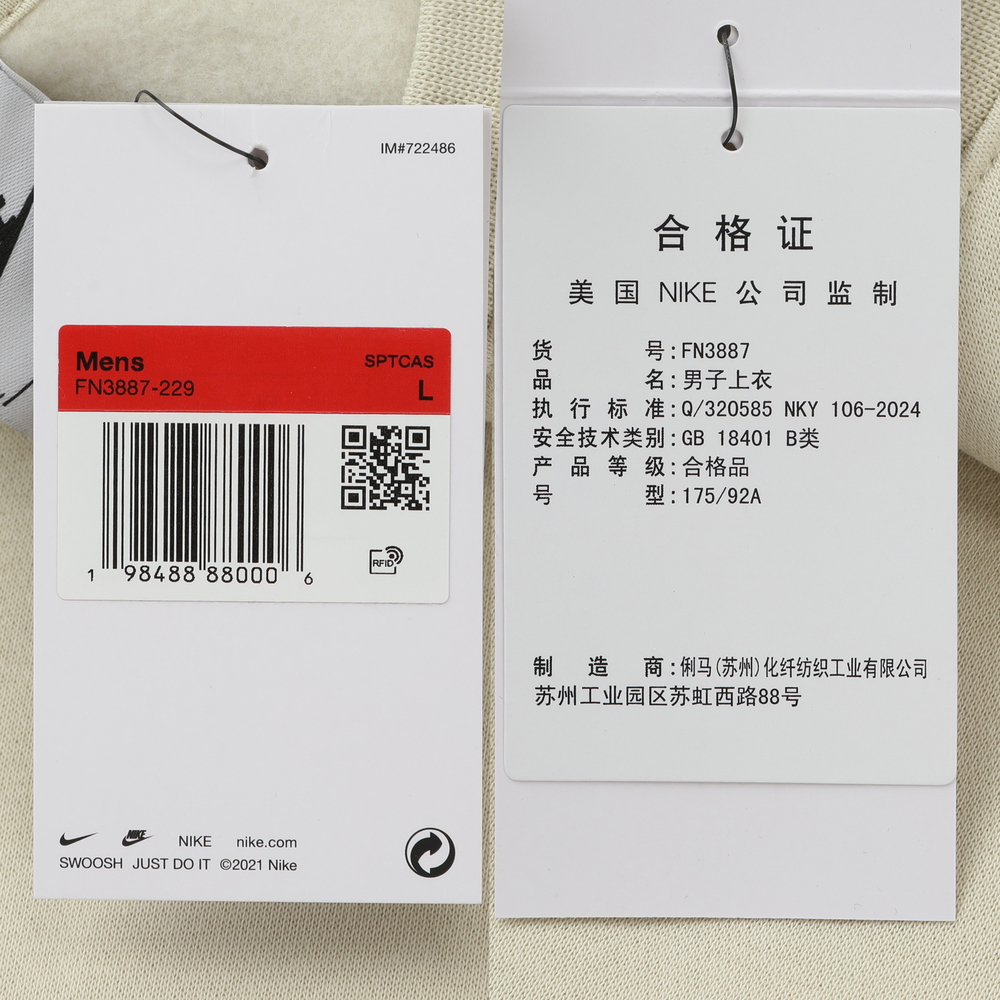 IM#722486
Mens
SPTCAS
FN3887-229
L
1 98488 88000 6
RFID
NIKE NIKE nike.com
SWOOSH JUST DO IT ©2021 Nike
合格证
美国NIKE公司监制
货号:FN3887
品名:男子上衣
执行标准:Q/320585 NKY 106-2024
安全技术类别:GB 18401 B类
产品等级:合格品
号型:175/92A
制造商:俐马(苏州)化纤纺织工业有限公司
苏州工业园区苏虹西路88号